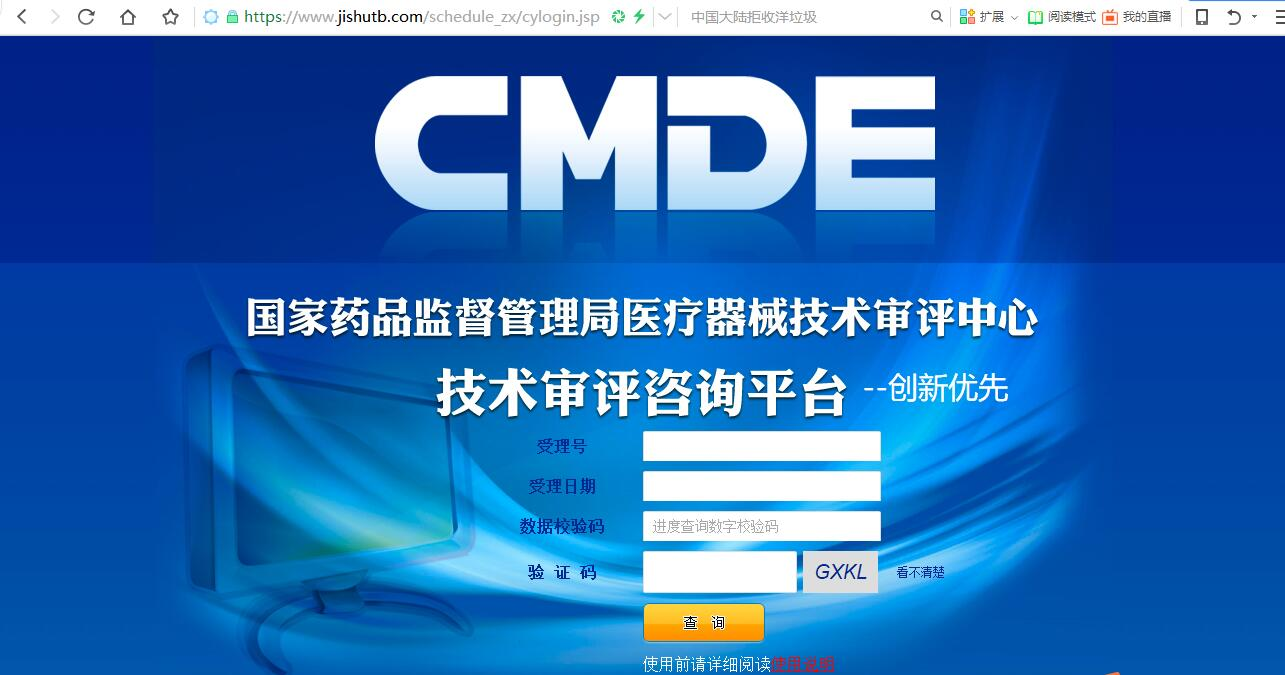 https://www.jishutb.com/schedule_zx/cylogin.jsp 中国大陆拒收洋垃圾 扩展 阅读模式 我的直播
CMDE
国家药品监督管理局医疗器械技术审评中心
技术审评咨询平台 --创新优先
受理号
受理日期
数据校验码 进度查询数字校验码
验 证 码 GXKL 看不清楚
查 询
使用前请详细阅读使用说明